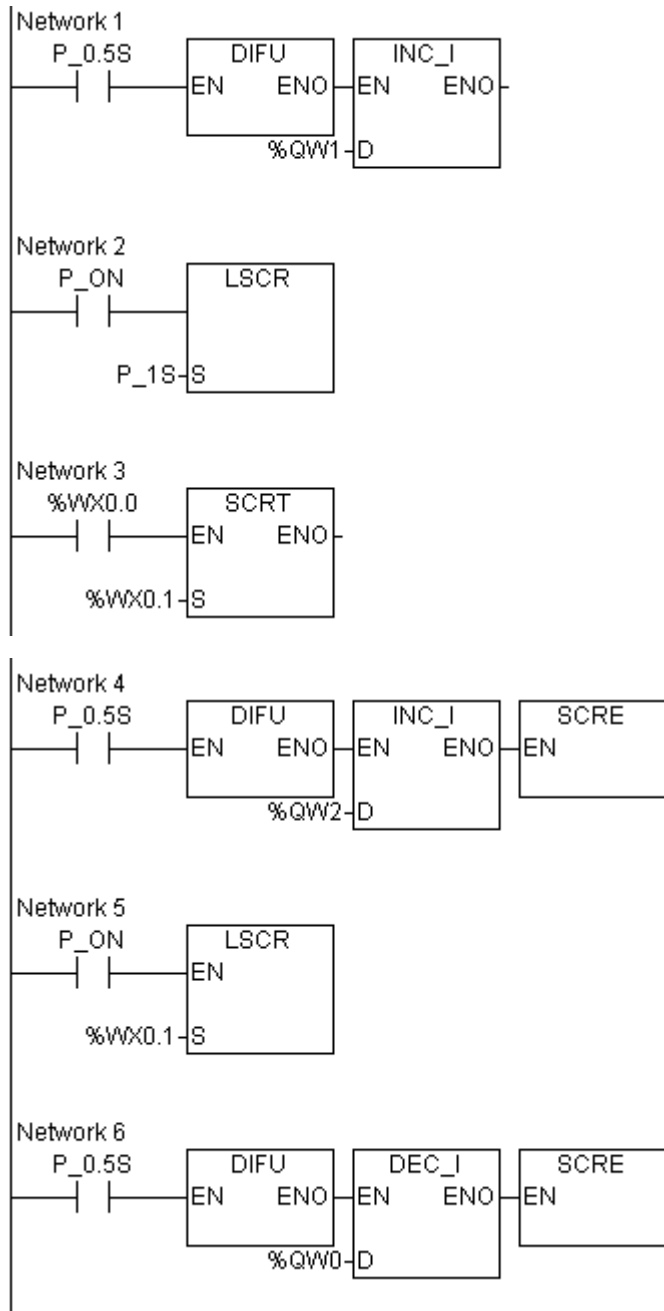 Network 1
P_0.5S DIFU INC_I
EN ENO EN ENO
%QW1 D
Network 2
P_ON LSCR
P_1S S
Network 3
%WX0.0 SCRT
EN ENO
%WX0.1 S
Network 4
P_0.5S DIFU INC_I SCRE
EN ENO EN ENO EN
%QW2 D
Network 5
P_ON LSCR
EN
%WX0.1 S
Network 6
P_0.5S DIFU DEC_I SCRE
EN ENO EN ENO EN
%QW0 D